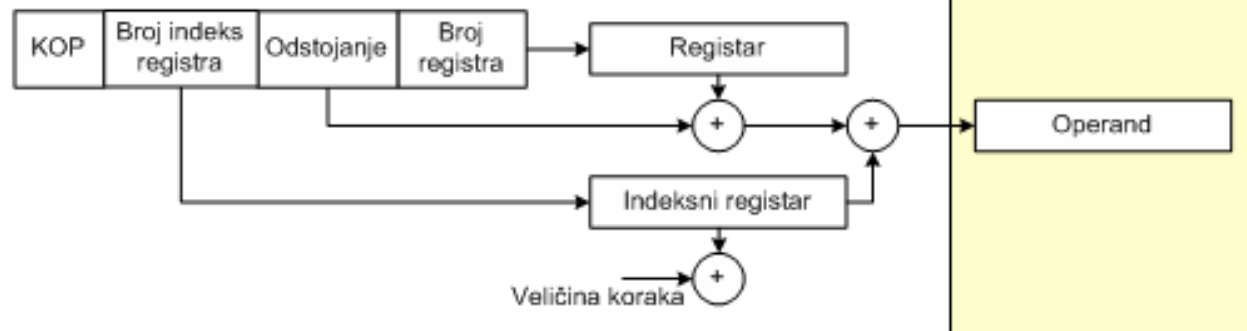 KOP
Broj indeks
registra
Odstojanje
Broj
registra
Registar
+
+
Operand
Indeksni registar
+
Veličina koraka